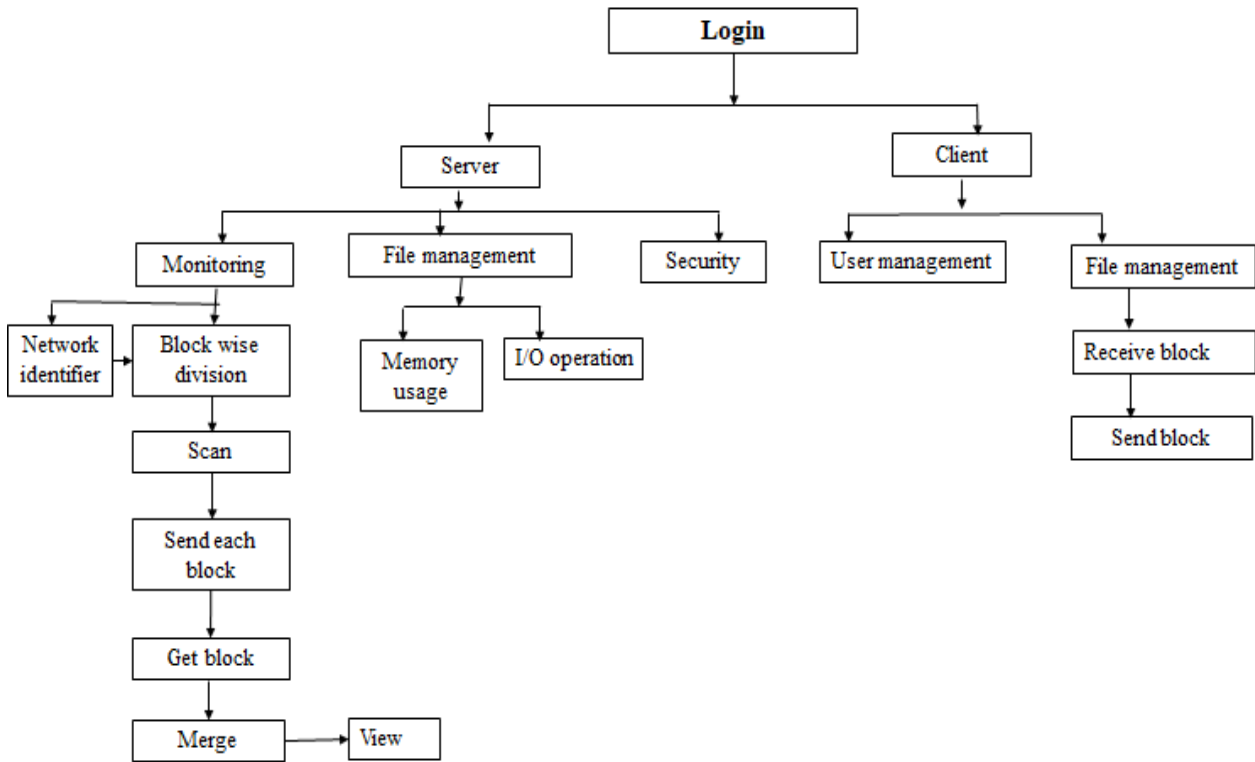 Login
Server
Client
Monitoring
File management
Security
User management
File management
Network
identifier
Block wise
division
Memory
usage
I/O operation
Receive block
Scan
Send block
Send each
block
Get block
Merge
View